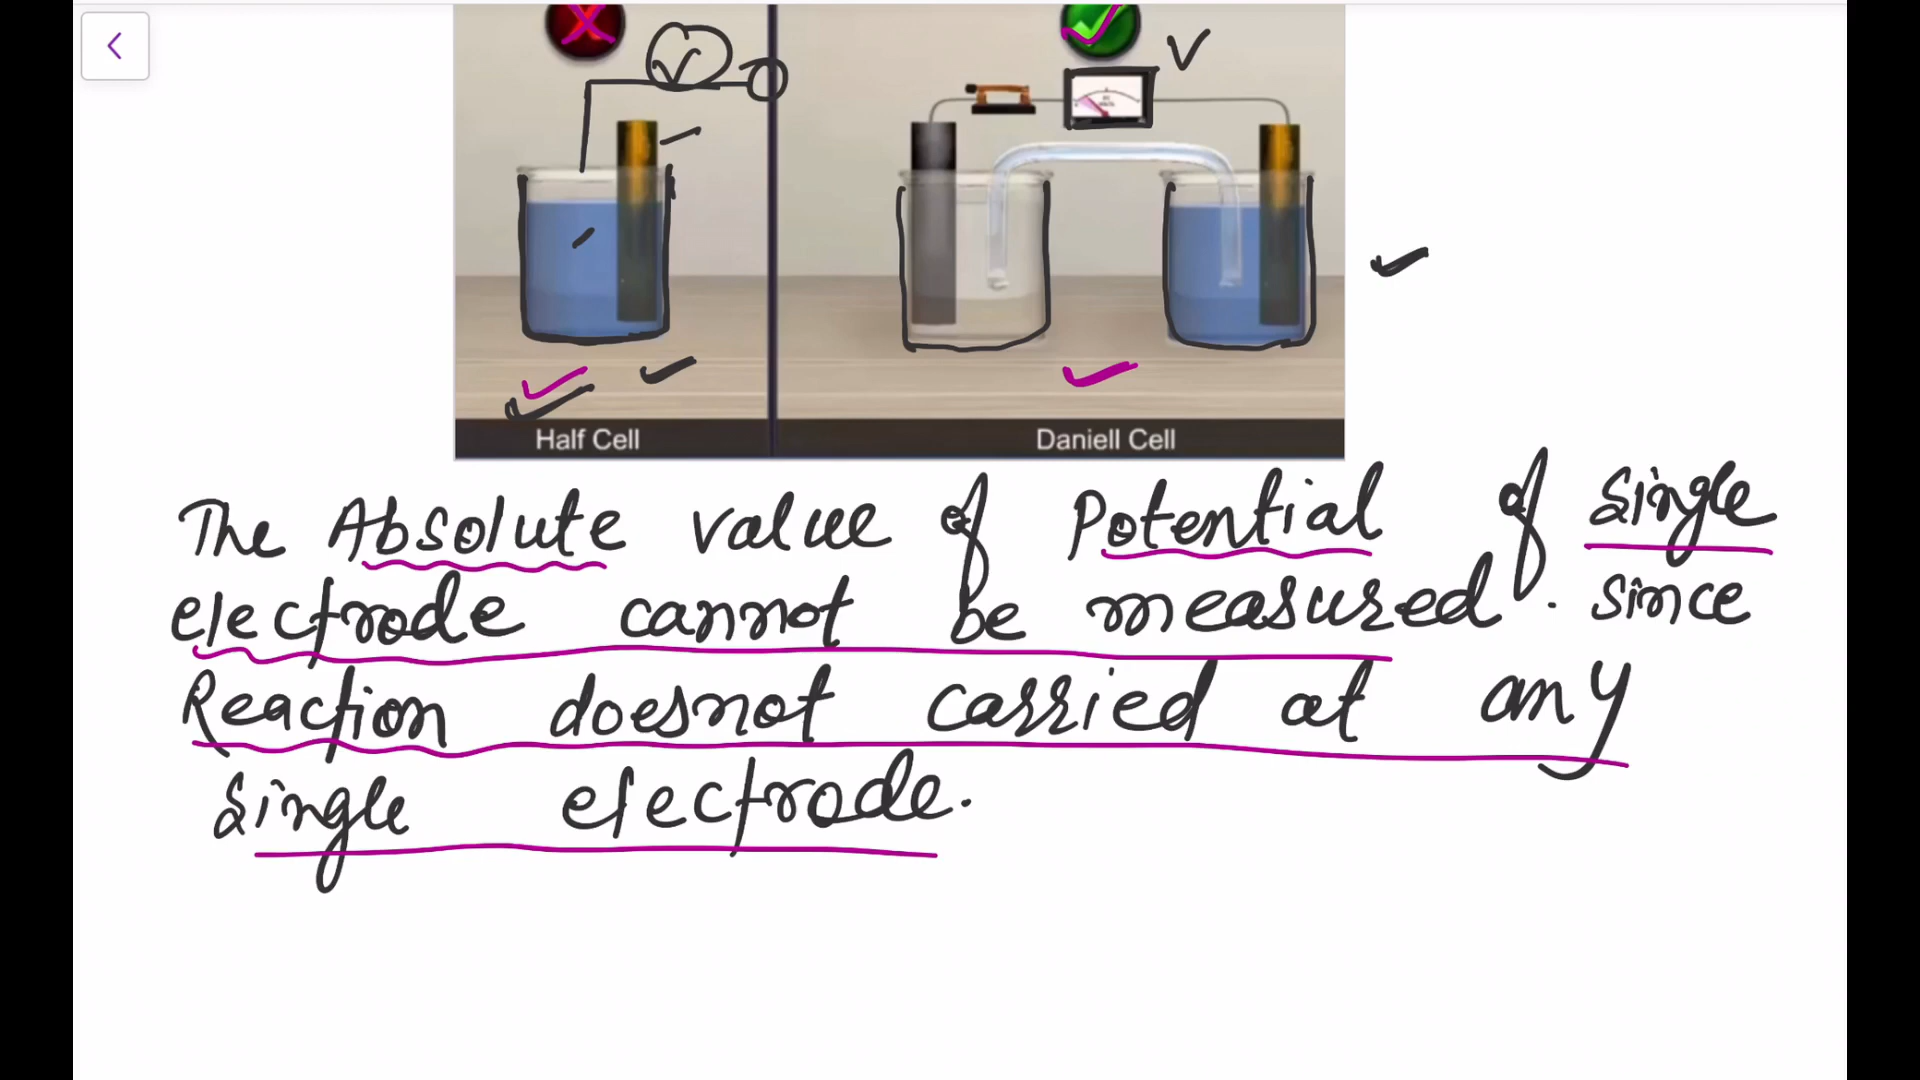 V
V
Half Cell
Daniell Cell
The Absolute value of Potential of single
electrode cannot be measured. since
Reaction doesnot carried at any
single electrode.